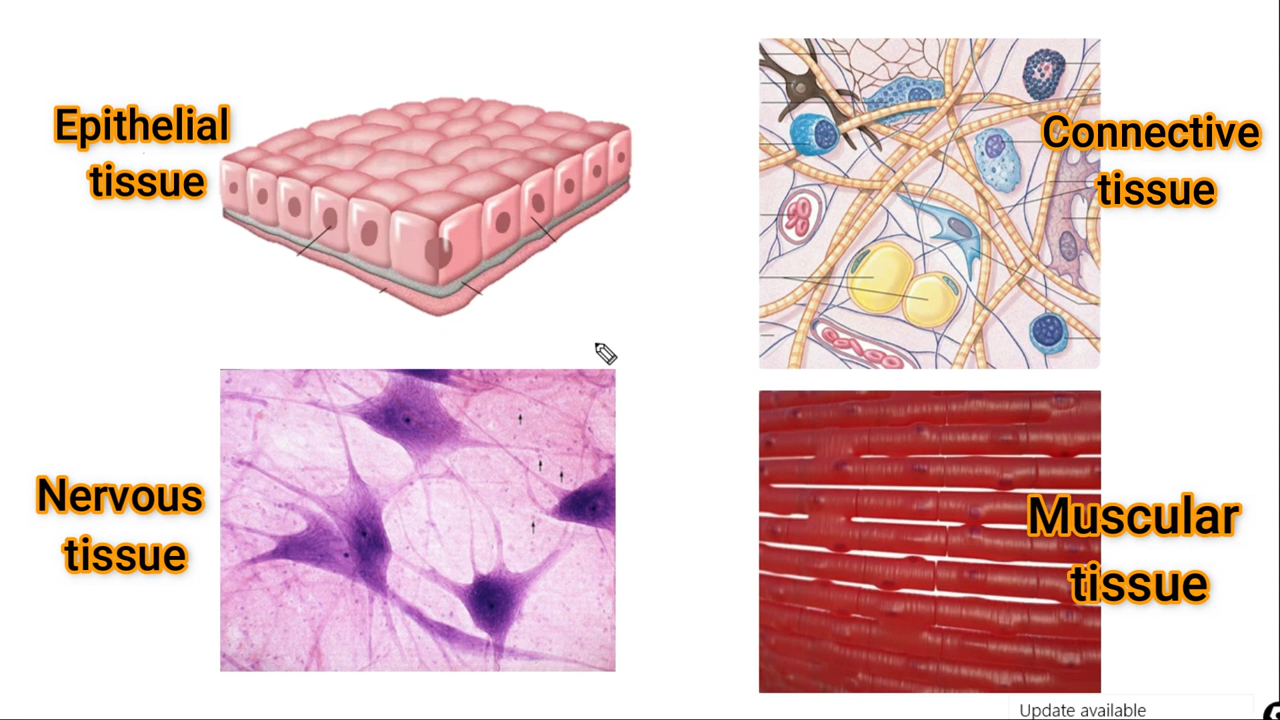 Epithelial
tissue
Connective
tissue
Nervous
tissue
Muscular
tissue
Update available